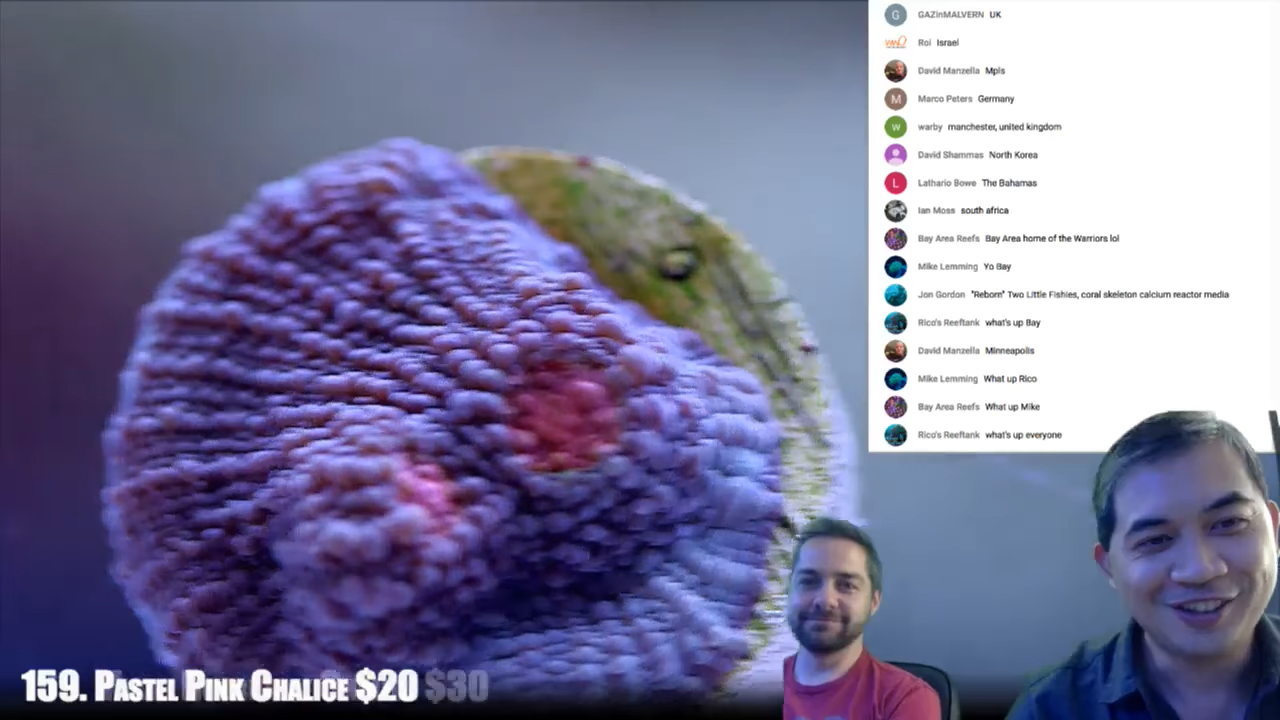 G GAZinMALVERN UK
Roi Israel
David Manzella Mpls
M Marco Peters Germany
w warby manchester, united kingdom
David Shammas North Korea
L Lathario Bowe The Bahamas
Ian Moss south africa
Bay Area Reefs Bay Area home of the Warriors lol
Mike Lemming Yo Bay
Jon Gordon "Reborn" Two Little Fishies, coral skeleton calcium reactor media
Rico's Reeftank what's up Bay
David Manzella Minneapolis
Mike Lemming What up Rico
Bay Area Reefs What up Mike
Rico's Reeftank what's up everyone
159. Pastel Pink Chalice $20 $30